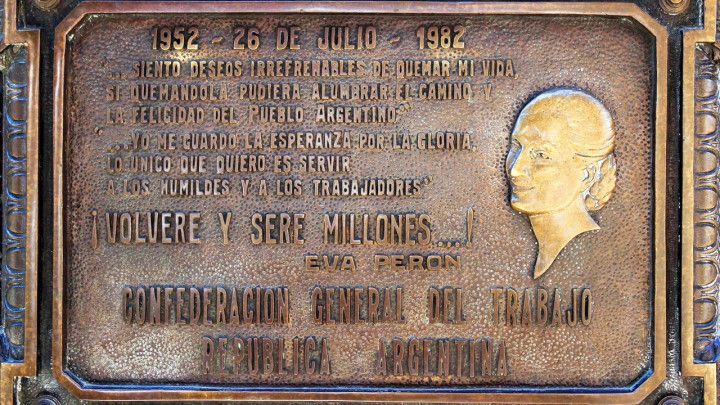 1952 - 26 DE JULIO - 1982
"...SIENTO DESEOS IRREFRENABLES DE QUEMAR MI VIDA,
SI QUEMANDOLA PUDIERA ALUMBRAR EL CAMINO Y
LA FELICIDAD DEL PUEBLO ARGENTINO"
"...YO ME GUARDO LA ESPERANZA POR LA GLORIA,
LO UNICO QUE QUIERO ES SERVIR
A LOS HUMILDES Y A LOS TRABAJADORES"
¡VOLVERE Y SERE MILLONES...!
EVA PERON
CONFEDERACION GENERAL DEL TRABAJO
REPUBLICA ARGENTINA